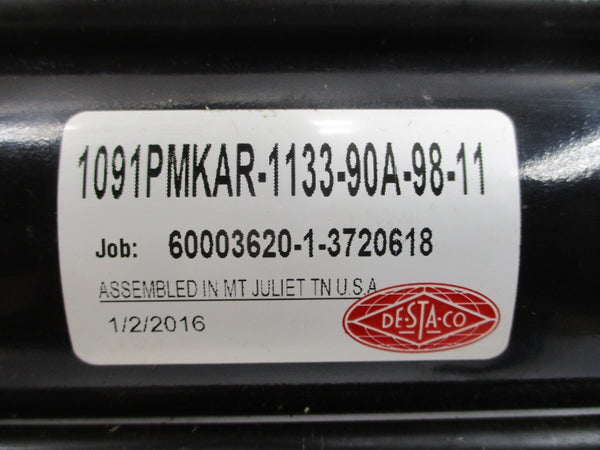 1091PMKAR-1133-90A-98-11
Job: 60003620-1-3720618
ASSEMBLED IN MT JULIET TN U.S.A
1/2/2016
DE-STA-CO